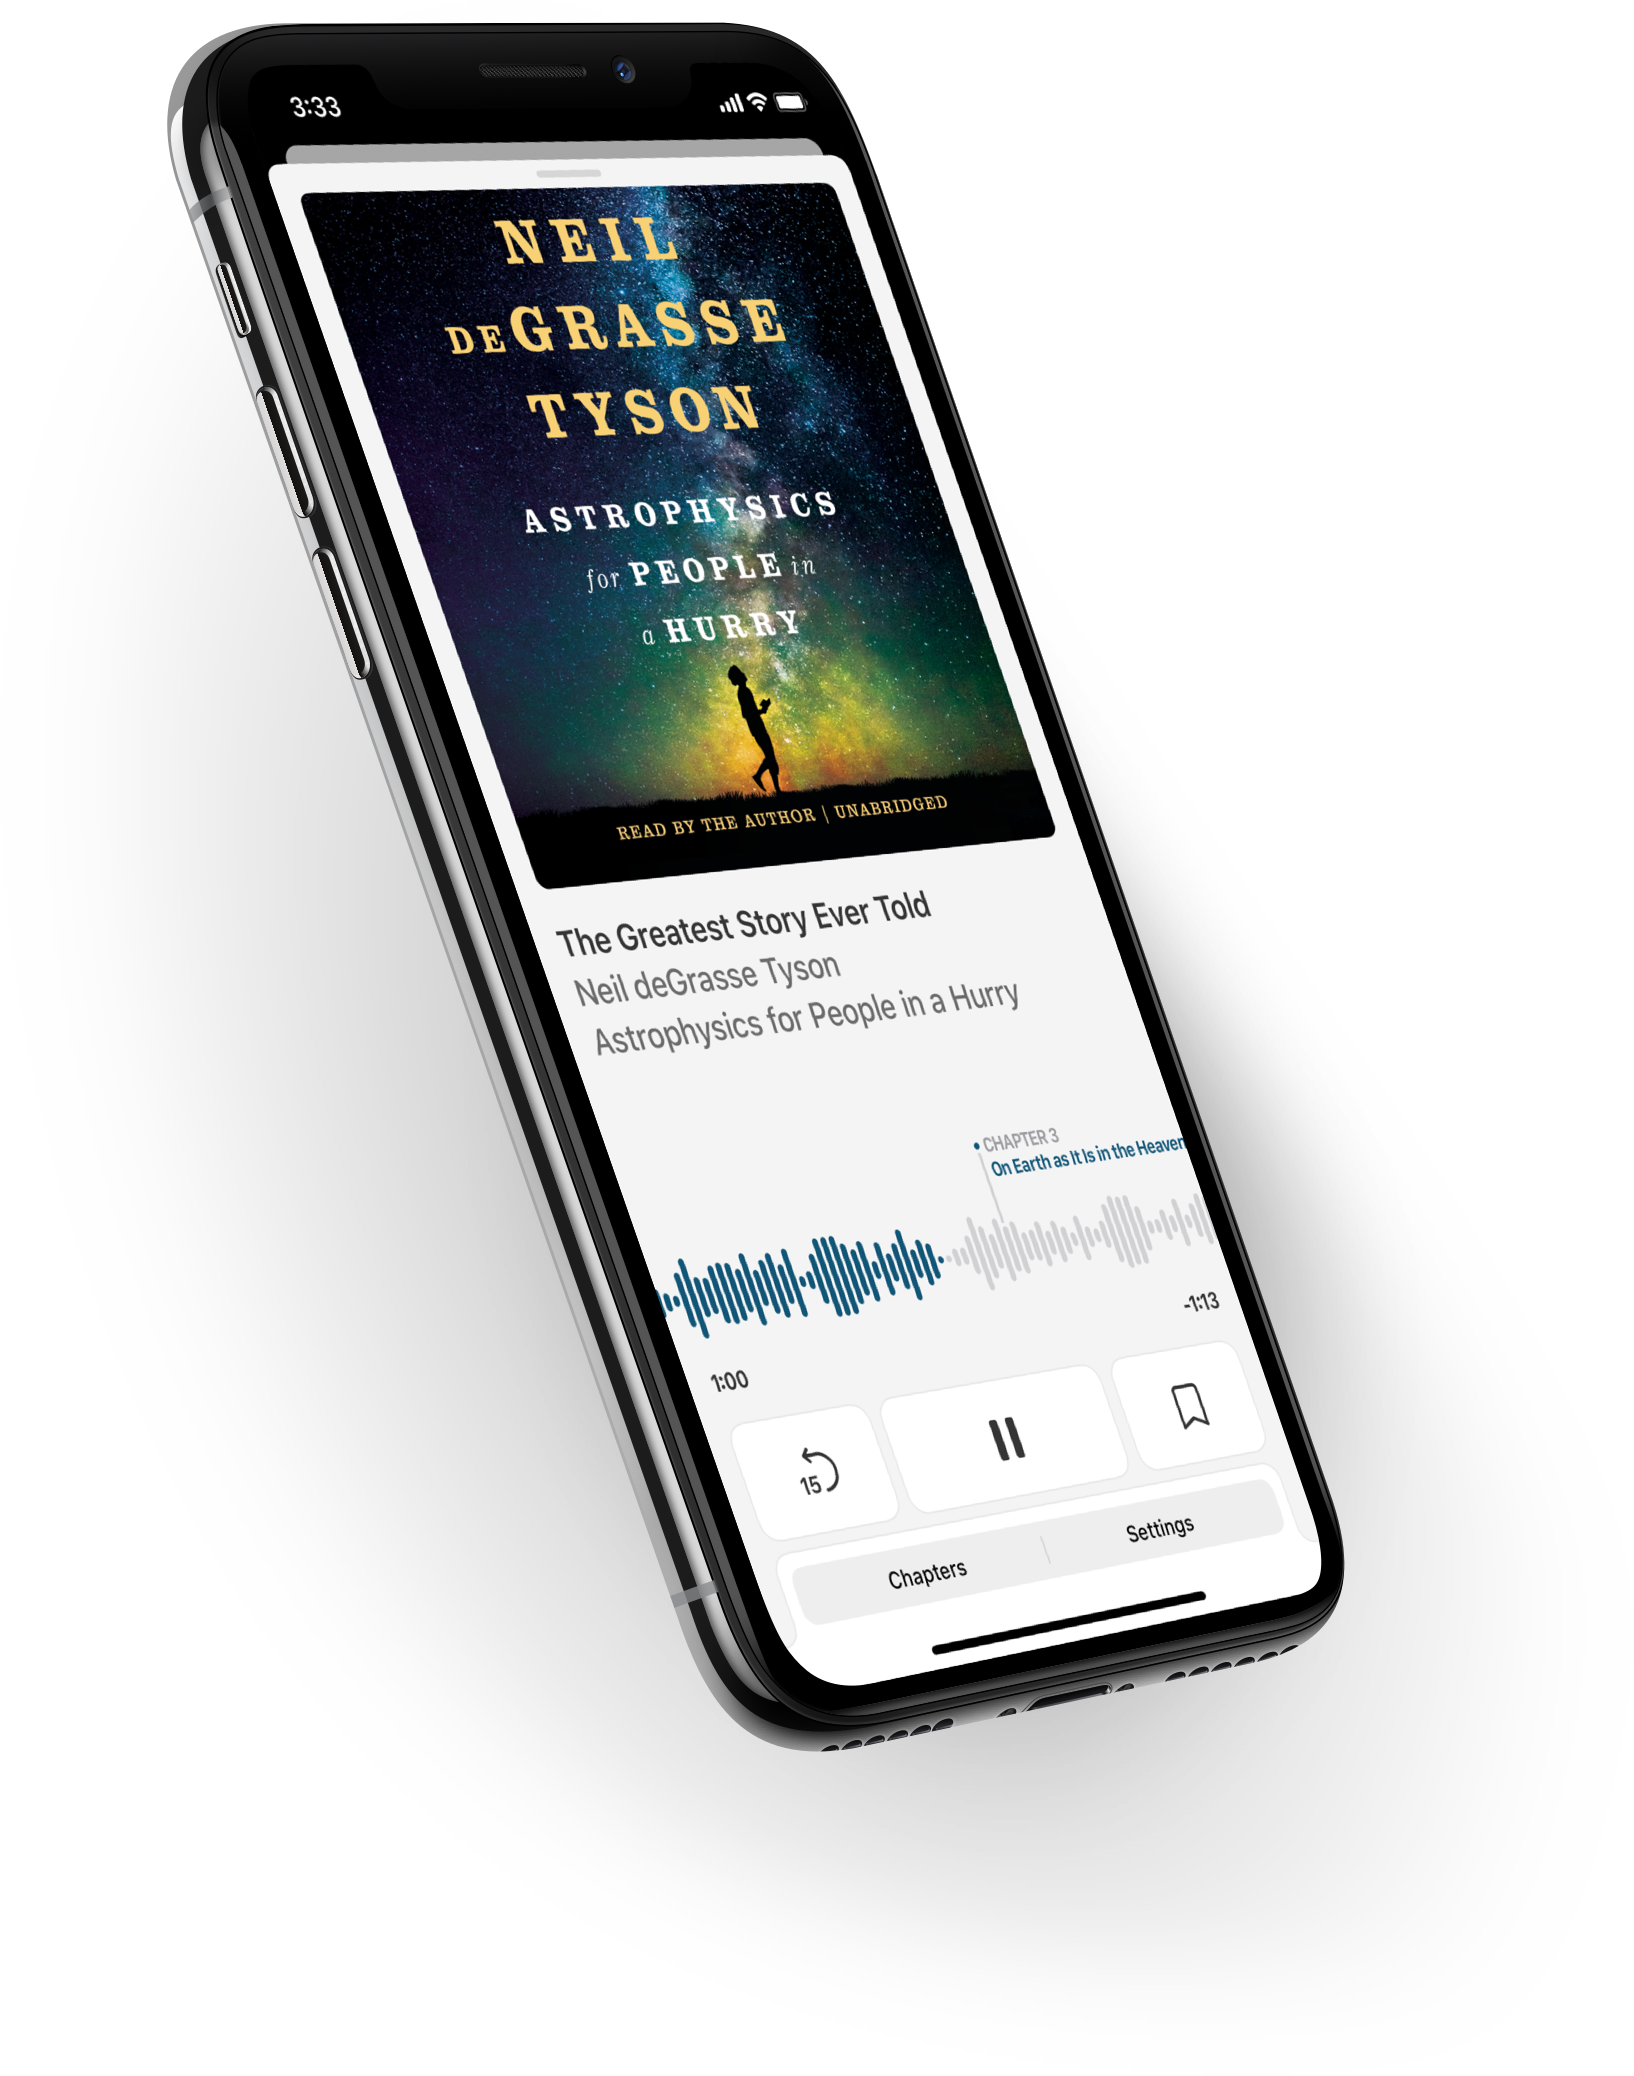 3:33
NEIL
DEGRASSE
TYSON
ASTROPHYSICS
for PEOPLE in
a HURRY
READ BY THE AUTHOR | UNABRIDGED
The Greatest Story Ever Told
Neil deGrasse Tyson
Astrophysics for People in a Hurry
CHAPTER 3
On Earth as It Is in the Heaven
-1:13
1:00
15
Chapters
Settings